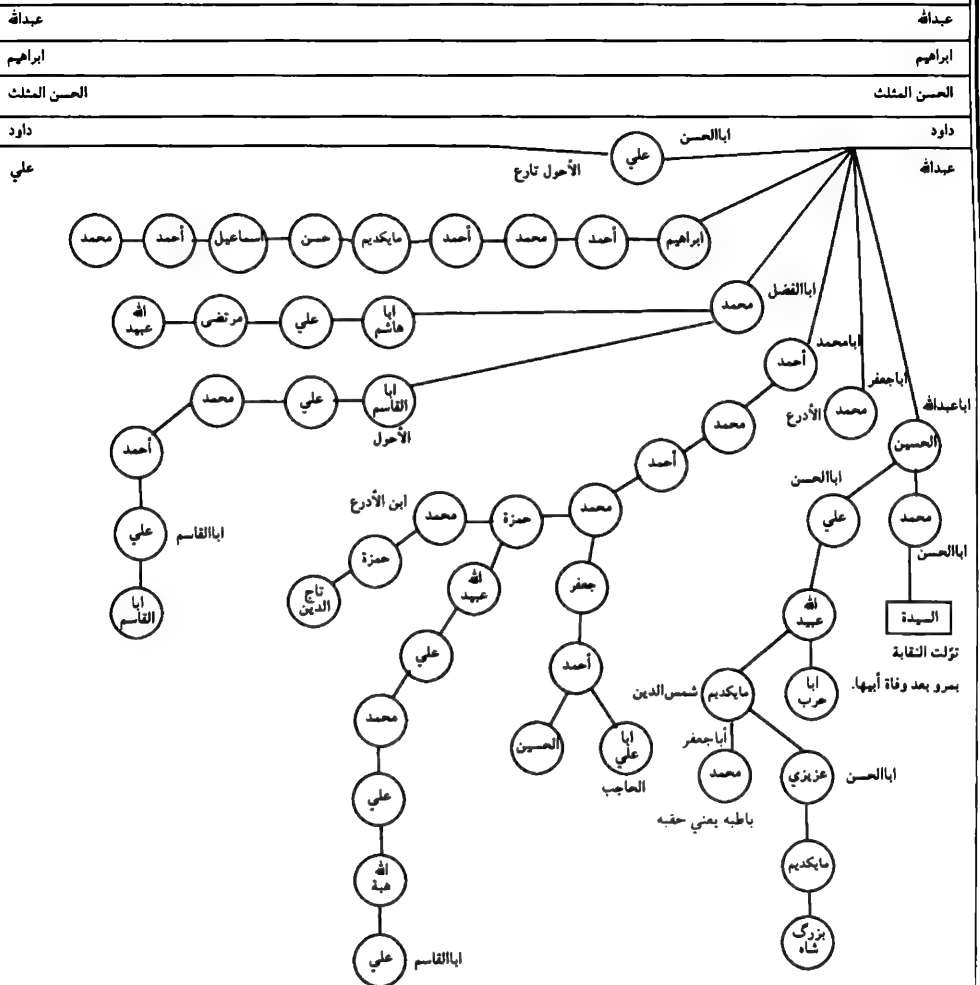 عبدالله عبدالله
ابراهيم ابراهيم
الحسن المثلث الحسن المثلث
داود داود
عبدالله علي
اباالحسن
علي
الأحول تارع
ابراهيم أحمد محمد أحمد مايكديم حسن اسماعيل أحمد محمد
اباالفضل
محمد
ابا هاشم علي مرتضى الله عبيد
ابا القاسم علي محمد أحمد علي ابا القاسم
الأحول
اباالقاسم
ابامحمد
أحمد محمد أحمد محمد
حمزة محمد حمزة تاج الدين
ابن الأدرع
الله عبيد
علي
محمد
علي
الله هبة
علي
اباالقاسم
جعفر
أحمد
ابا علي
الحاجب
الحسين
اباجعفر
محمد
الأدرع
اباعبدالله
الحسين
محمد
اباالحسن
السيدة
تؤلت النقابة
بمرو بعد وفاة أبيها.
اباالحسن
علي
الله عبيد
ابا حرب
مايكديم
شمس‌الدين
أباجعفر
محمد
باطبه يعني حقبه
عزيزي
اباالحسن
مايكديم
بزرگ شاه